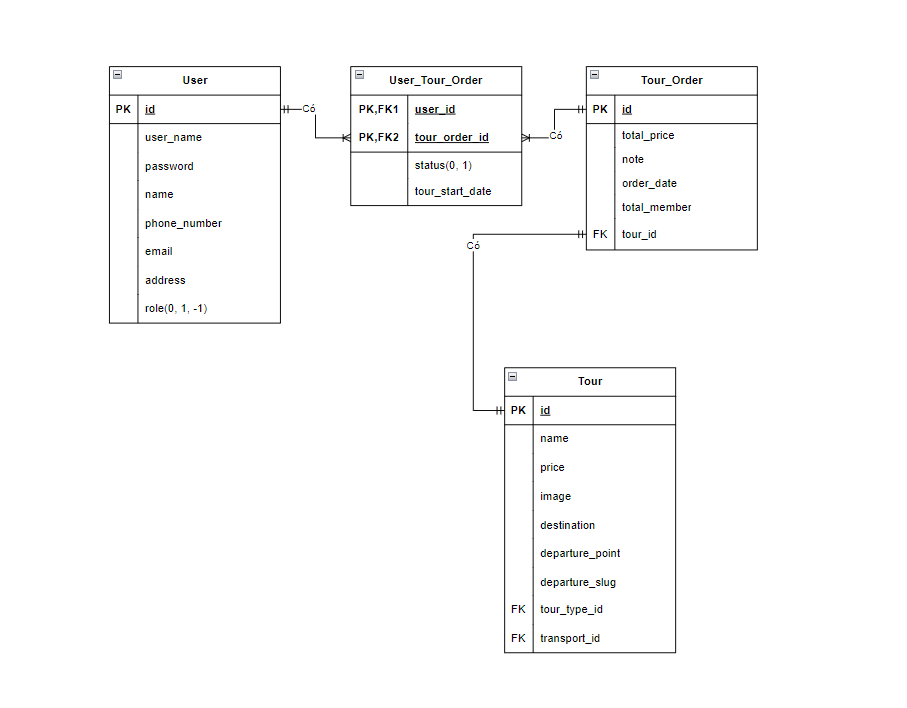 User
PK id
user_name
password
name
phone_number
email
address
role(0, 1, -1)
Có
User_Tour_Order
PK,FK1 user_id
PK,FK2 tour_order_id
status(0, 1)
tour_start_date
Có
Tour_Order
PK id
total_price
note
order_date
total_member
FK tour_id
Có
Tour
PK id
name
price
image
destination
departure_point
departure_slug
FK tour_type_id
FK transport_id